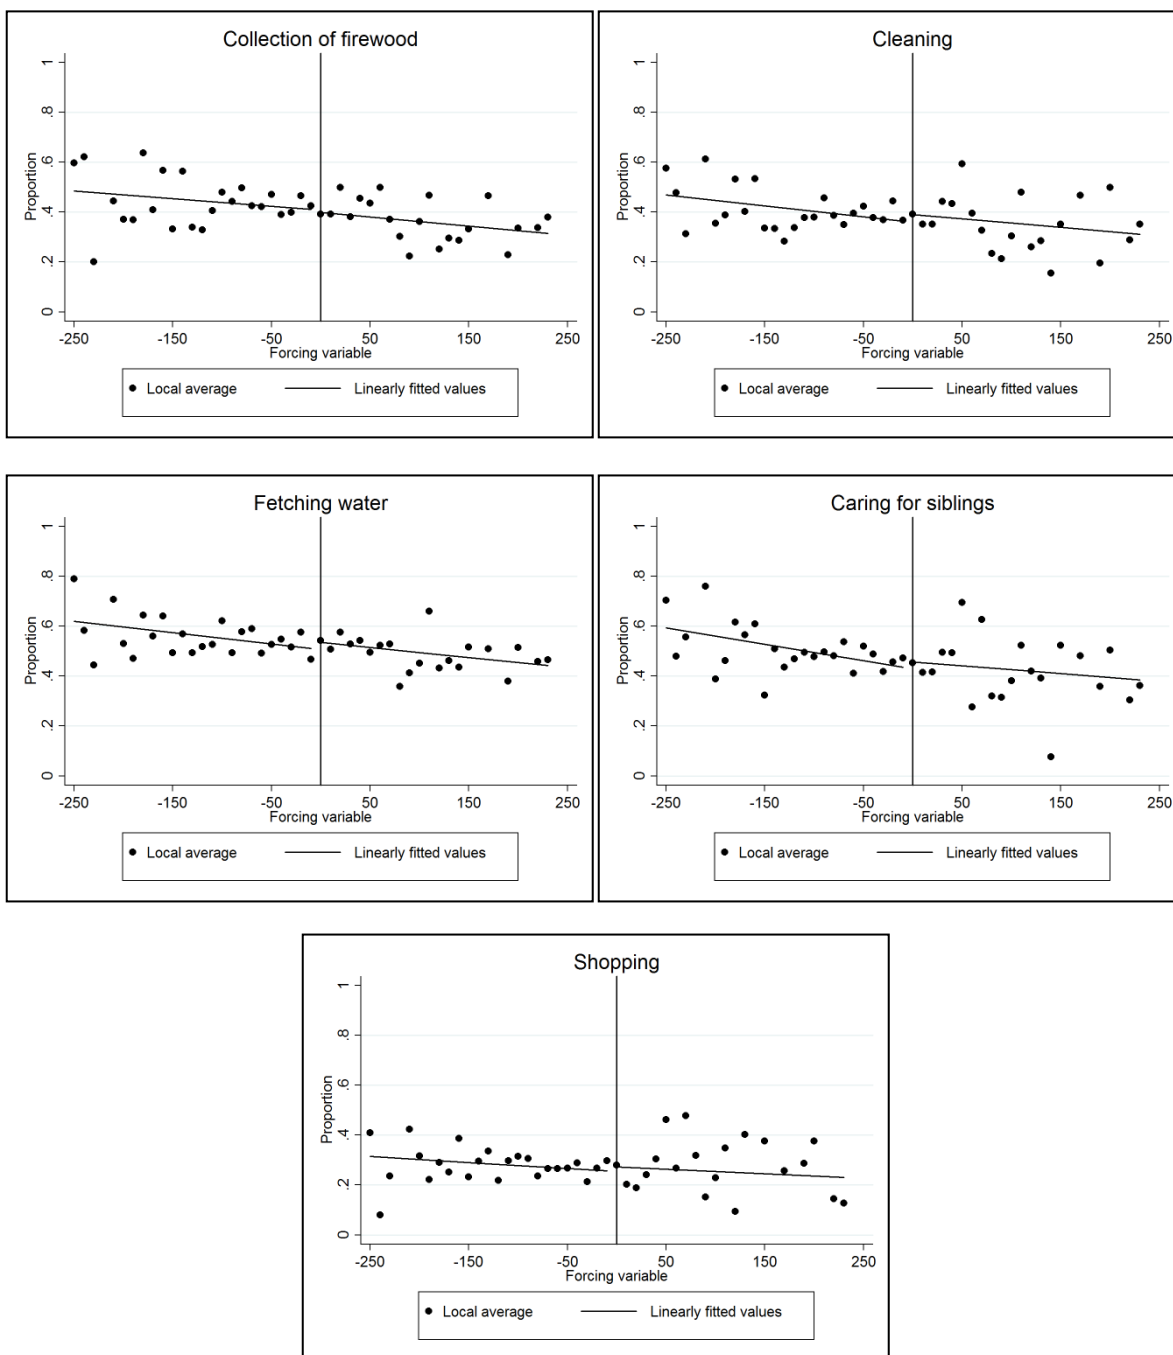 Collection of firewood
Proportion
0 .2 .4 .6 .8 1
-250 -150 -50 50 150 250
Forcing variable
Local average Linearly fitted values
Cleaning
Proportion
0 .2 .4 .6 .8 1
-250 -150 -50 50 150 250
Forcing variable
Local average Linearly fitted values
Fetching water
Proportion
0 .2 .4 .6 .8 1
-250 -150 -50 50 150 250
Forcing variable
Local average Linearly fitted values
Caring for siblings
Proportion
0 .2 .4 .6 .8 1
-250 -150 -50 50 150 250
Forcing variable
Local average Linearly fitted values
Shopping
Proportion
0 .2 .4 .6 .8 1
-250 -150 -50 50 150 250
Forcing variable
Local average Linearly fitted values